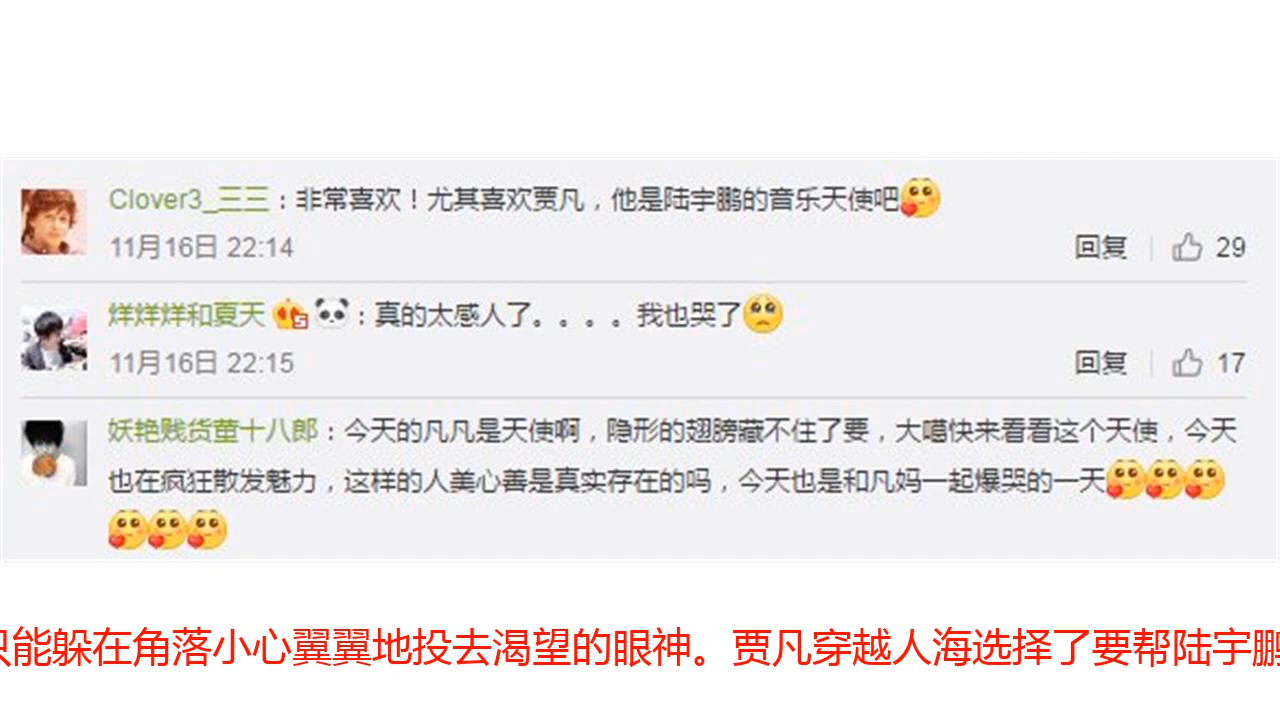 Clover3_三三：非常喜欢！尤其喜欢贾凡，他是陆宇鹏的音乐天使吧
11月16日 22:14
回复 29
烊烊烊和夏天：真的太感人了。。。。我也哭了
11月16日 22:15
回复 17
妖艳贱货董十八郎：今天的凡凡是天使啊，隐形的翅膀藏不住了要，大噶快来看看这个天使，今天
也在疯狂散发魅力，这样的人美心善是真实存在的吗，今天也是和凡妈一起爆哭的一天
只能躲在角落小心翼翼地投去渴望的眼神。贾凡穿越人海选择了要帮陆宇鹏